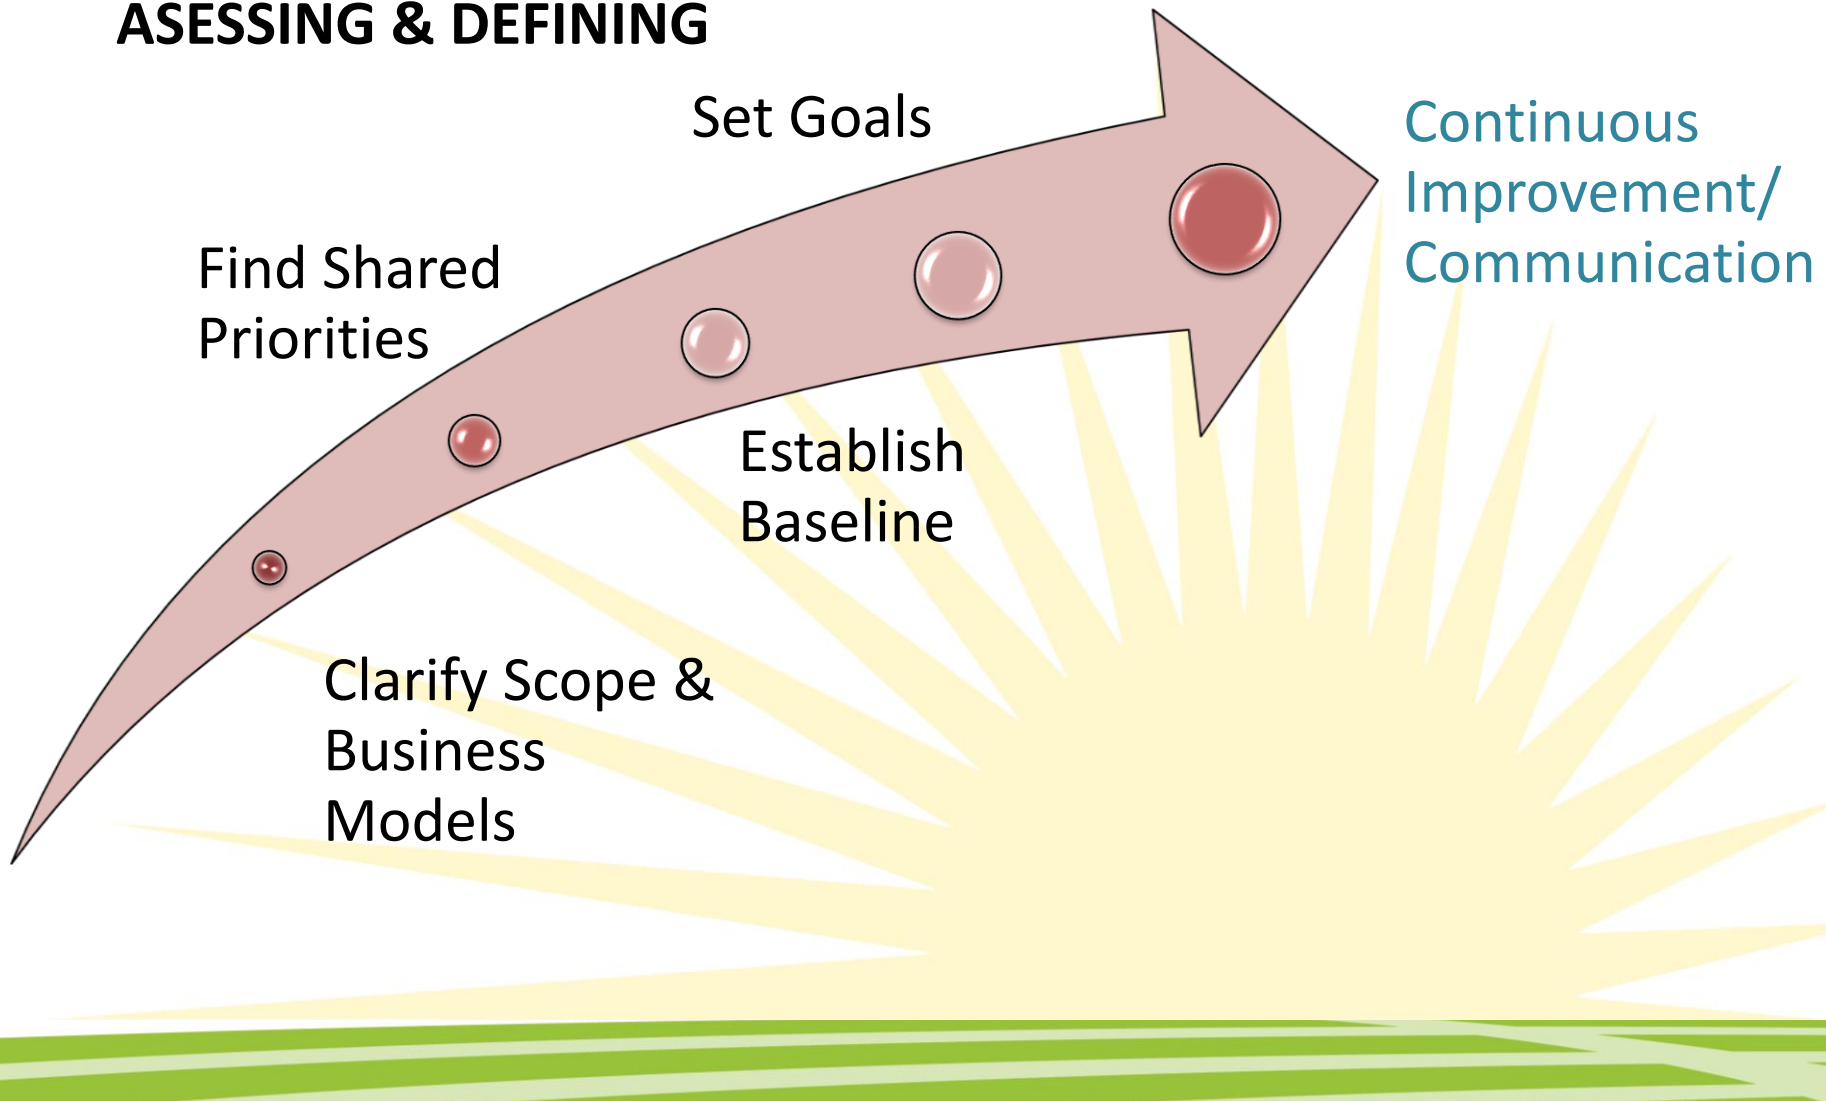 ASESSING & DEFINING
Set Goals
Continuous
Improvement/
Communication
Find Shared
Priorities
Establish
Baseline
Clarify Scope &
Business
Models